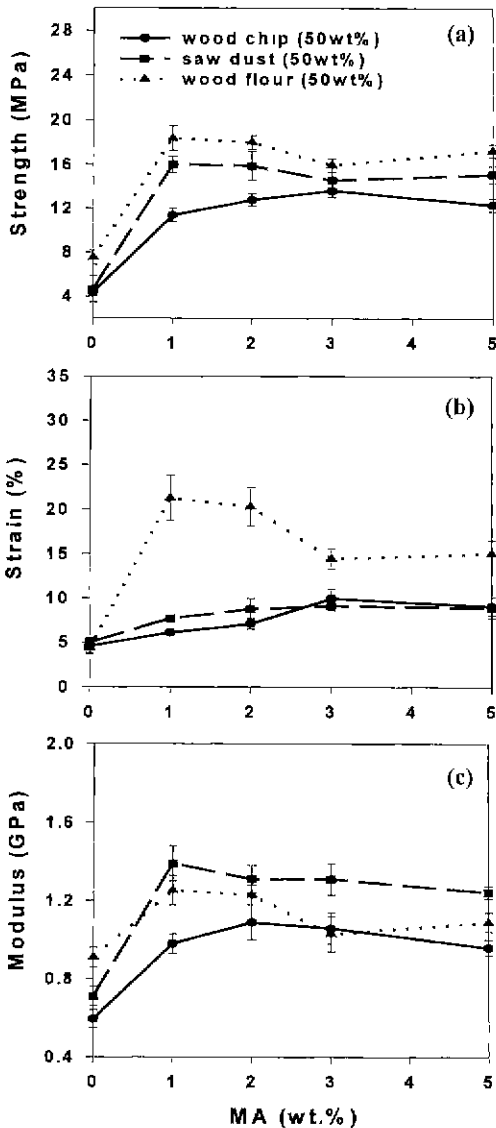 28
24
20
16
12
8
4
Strength (MPa)
wood chip (50wt%)
saw dust (50wt%)
wood flour (50wt%)
(a)
0 1 2 3 4 5
35
30
25
20
15
10
5
0
Strain (%)
(b)
0 1 2 3 4 5
2.0
1.6
1.2
0.8
0.4
Modulus (GPa)
(c)
0 1 2 3 4 5
MA (wt.%)